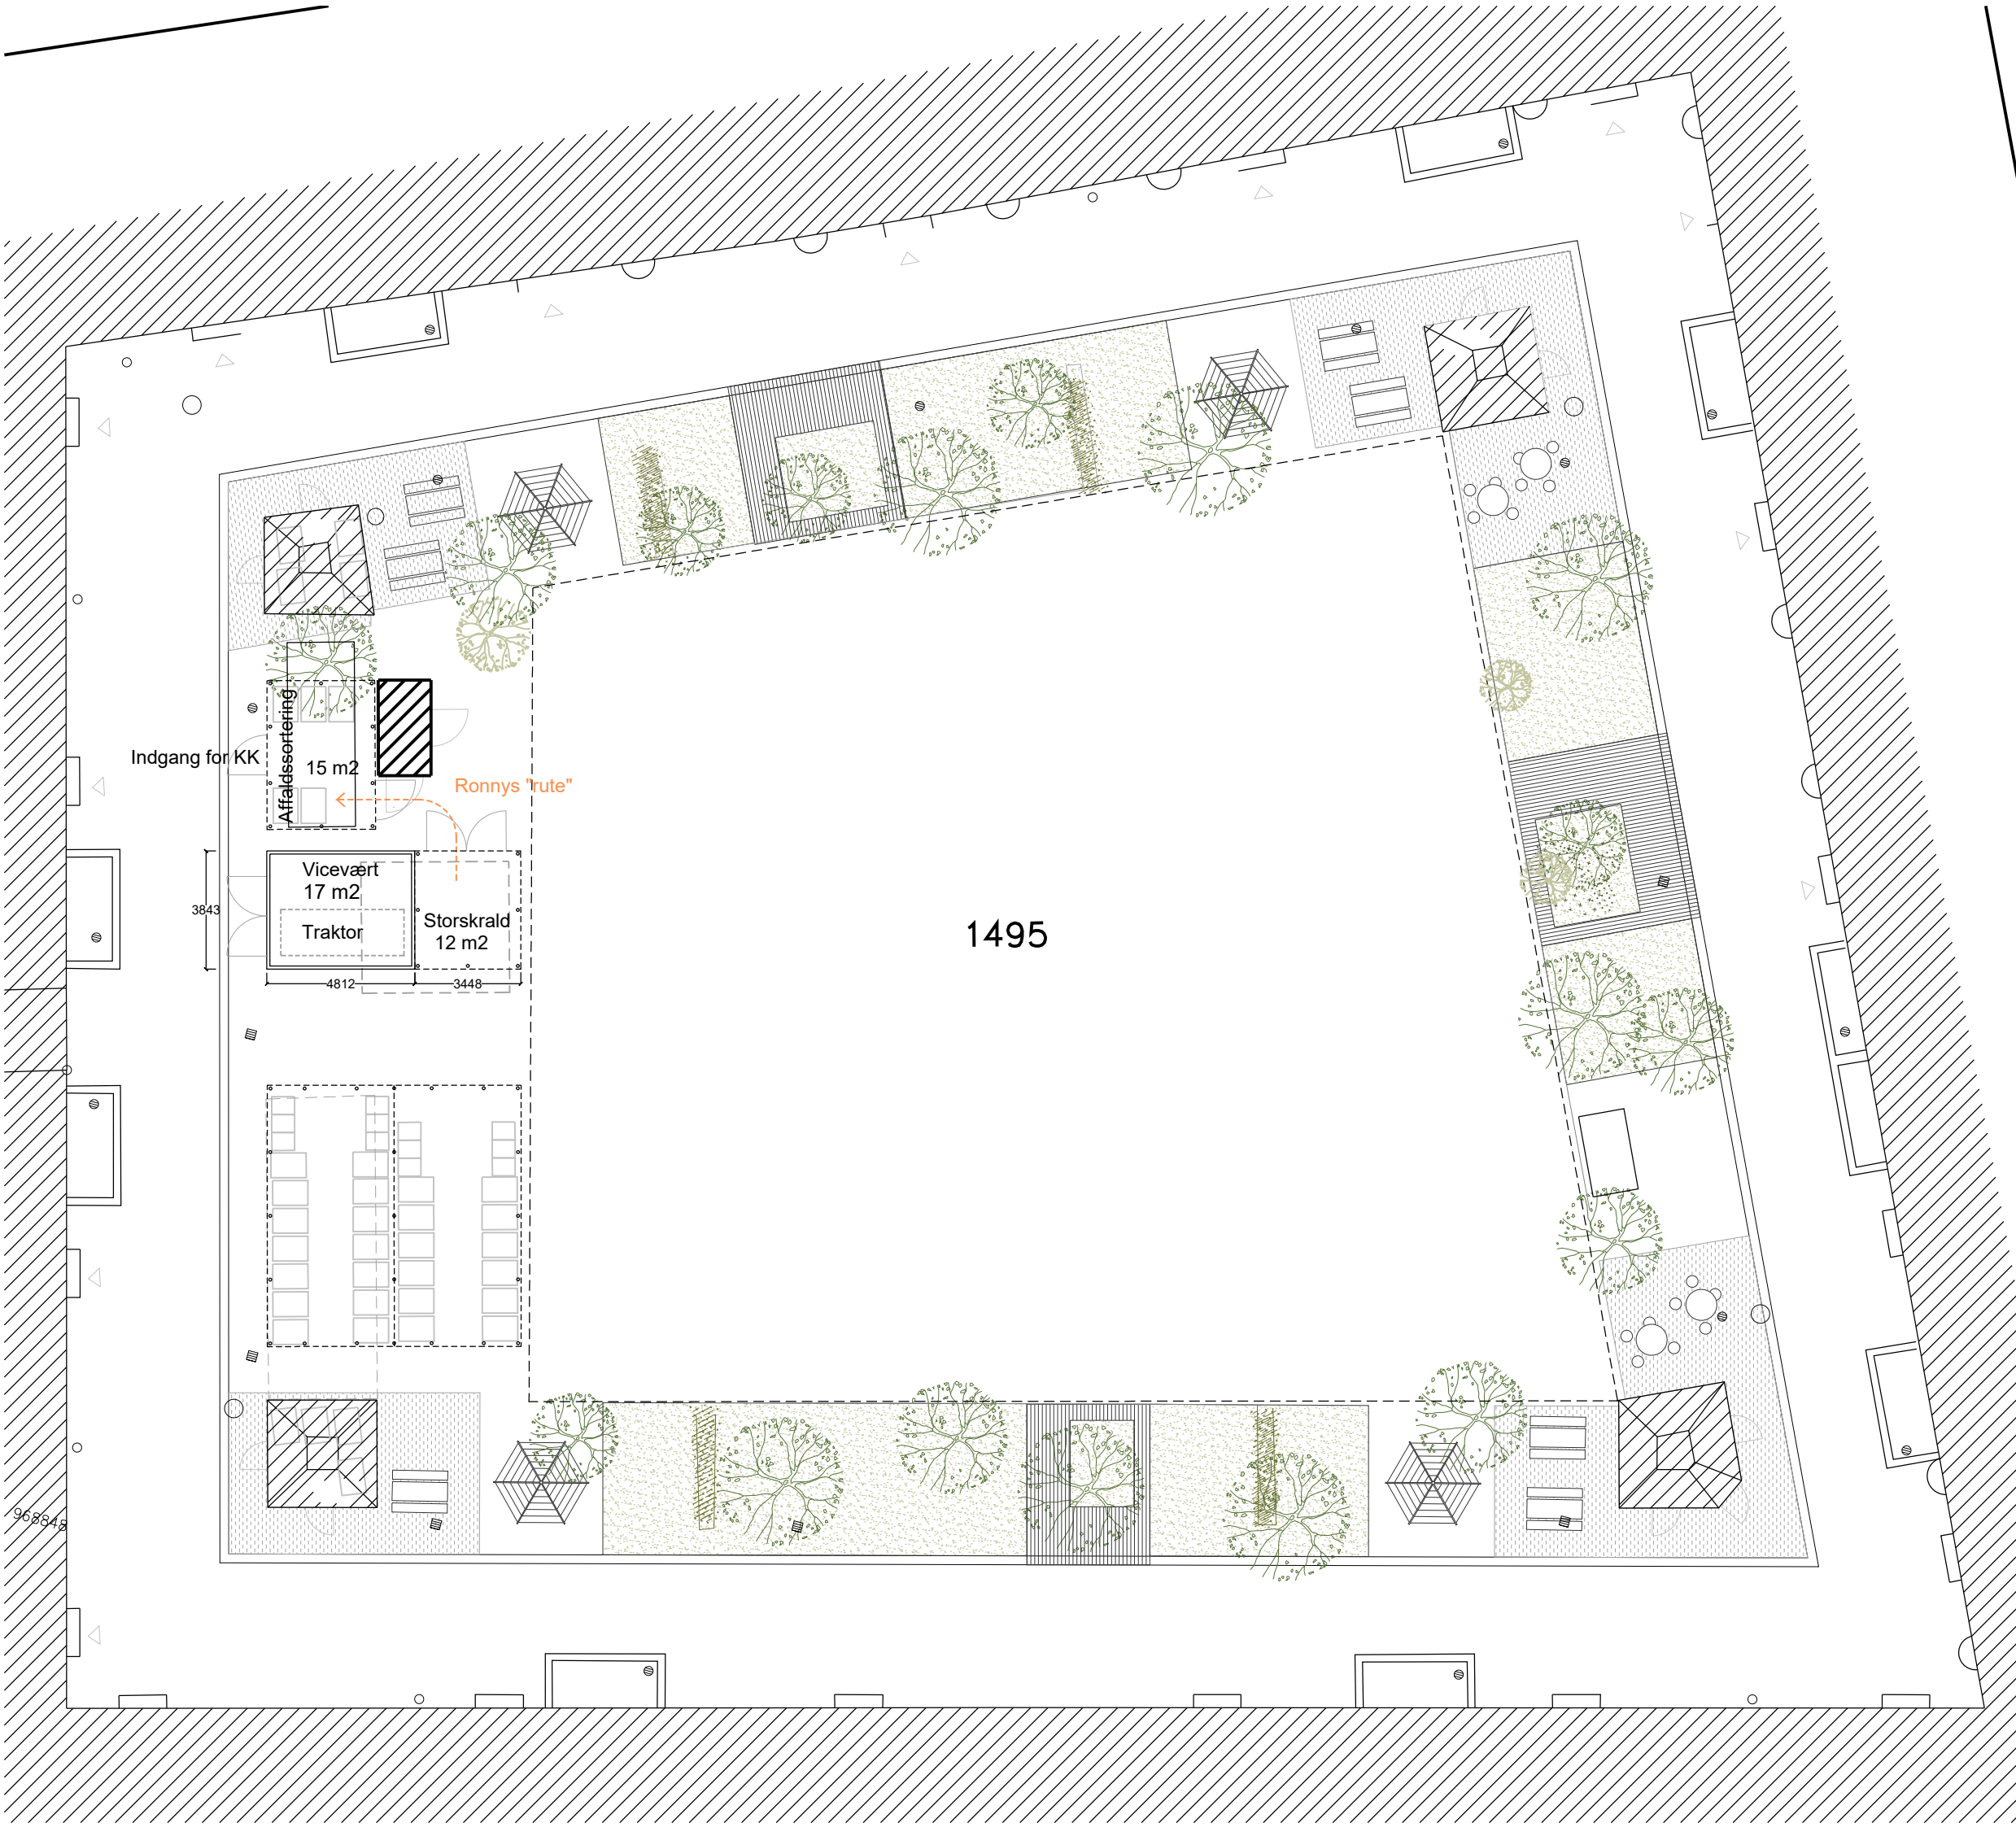 Indgang for KK
Affaldssortering
15 m2
Ronnys "rute"
Vicevært
17 m2
Traktor
Storskrald
12 m2
3843
4812
3448
1495
968848